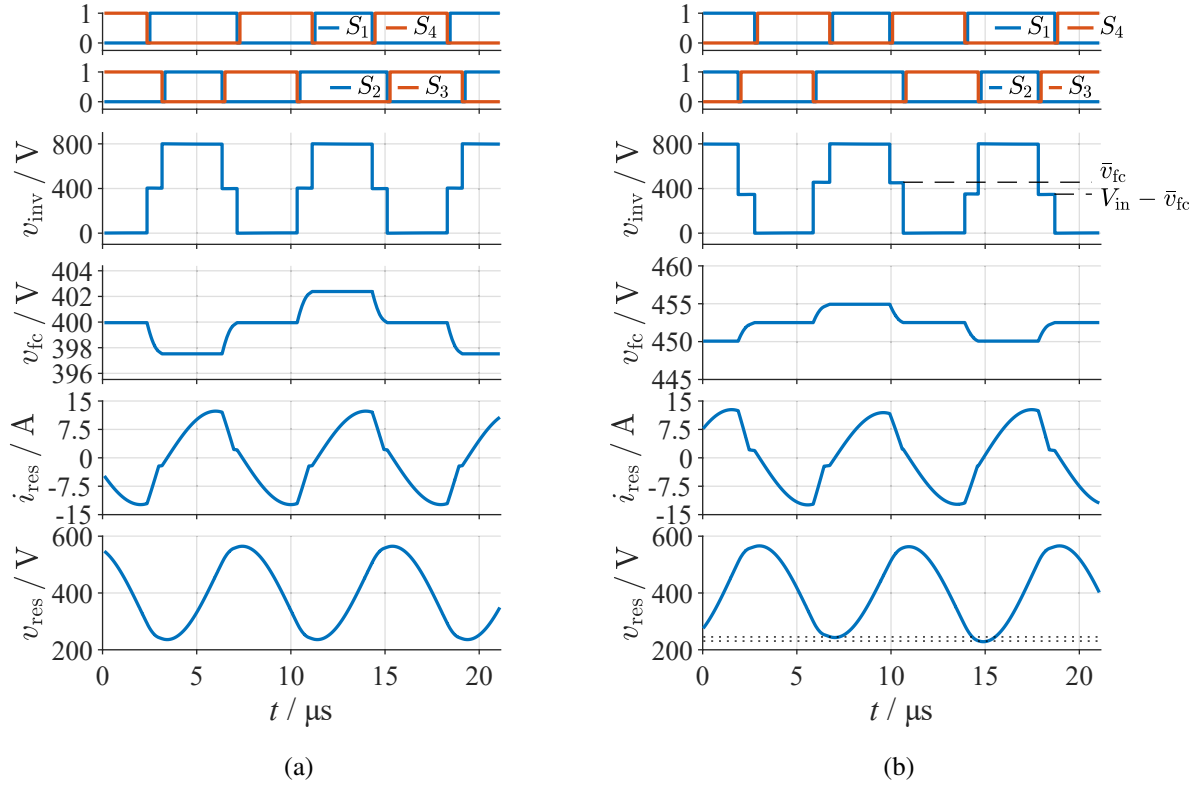 1
0
S1 S4
1
0
S2 S3
800
400
0
vinv / V
404
402
400
398
396
vfc / V
15
7.5
0
-7.5
-15
ires / A
600
400
200
vres / V
0 5 10 15 20
t / μs
(a)
1
0
S1 S4
1
0
S2 S3
800
400
0
vinv / V
v̄fc
Vin − v̄fc
460
455
450
445
vfc / V
15
7.5
0
-7.5
-15
ires / A
600
400
200
vres / V
0 5 10 15 20
t / μs
(b)